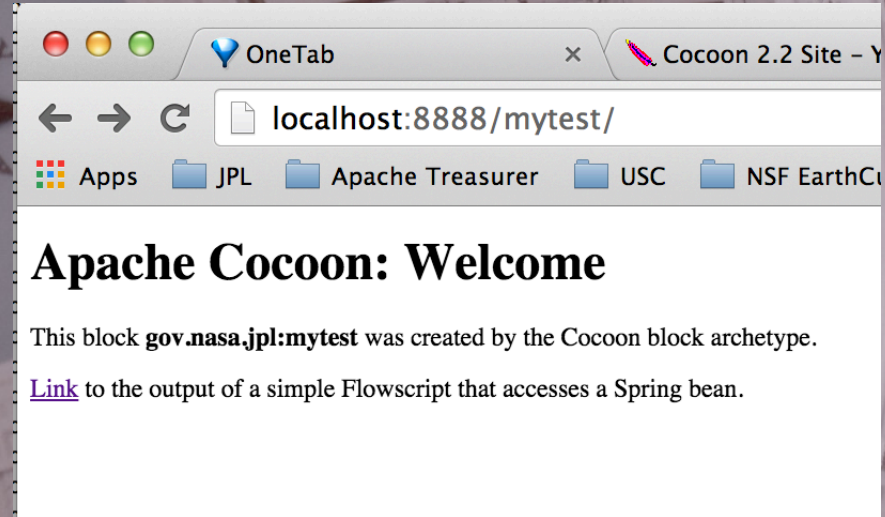 OneTab
Cocoon 2.2 Site –
localhost:8888/mytest/
Apps JPL Apache Treasurer USC NSF
Apache Cocoon: Welcome
This block gov.nasa.jpl:mytest was created by the Cocoon block archetype.
Link to the output of a simple Flowscript that accesses a Spring bean.